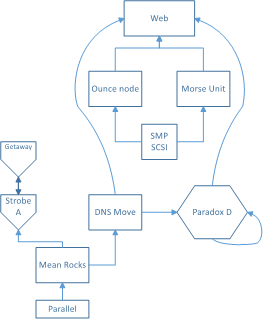 Web
Ounce node
Morse Unit
SMP
SCSI
Getaway
Strobe
A
DNS Move
Paradox D
Mean Rocks
Parallel